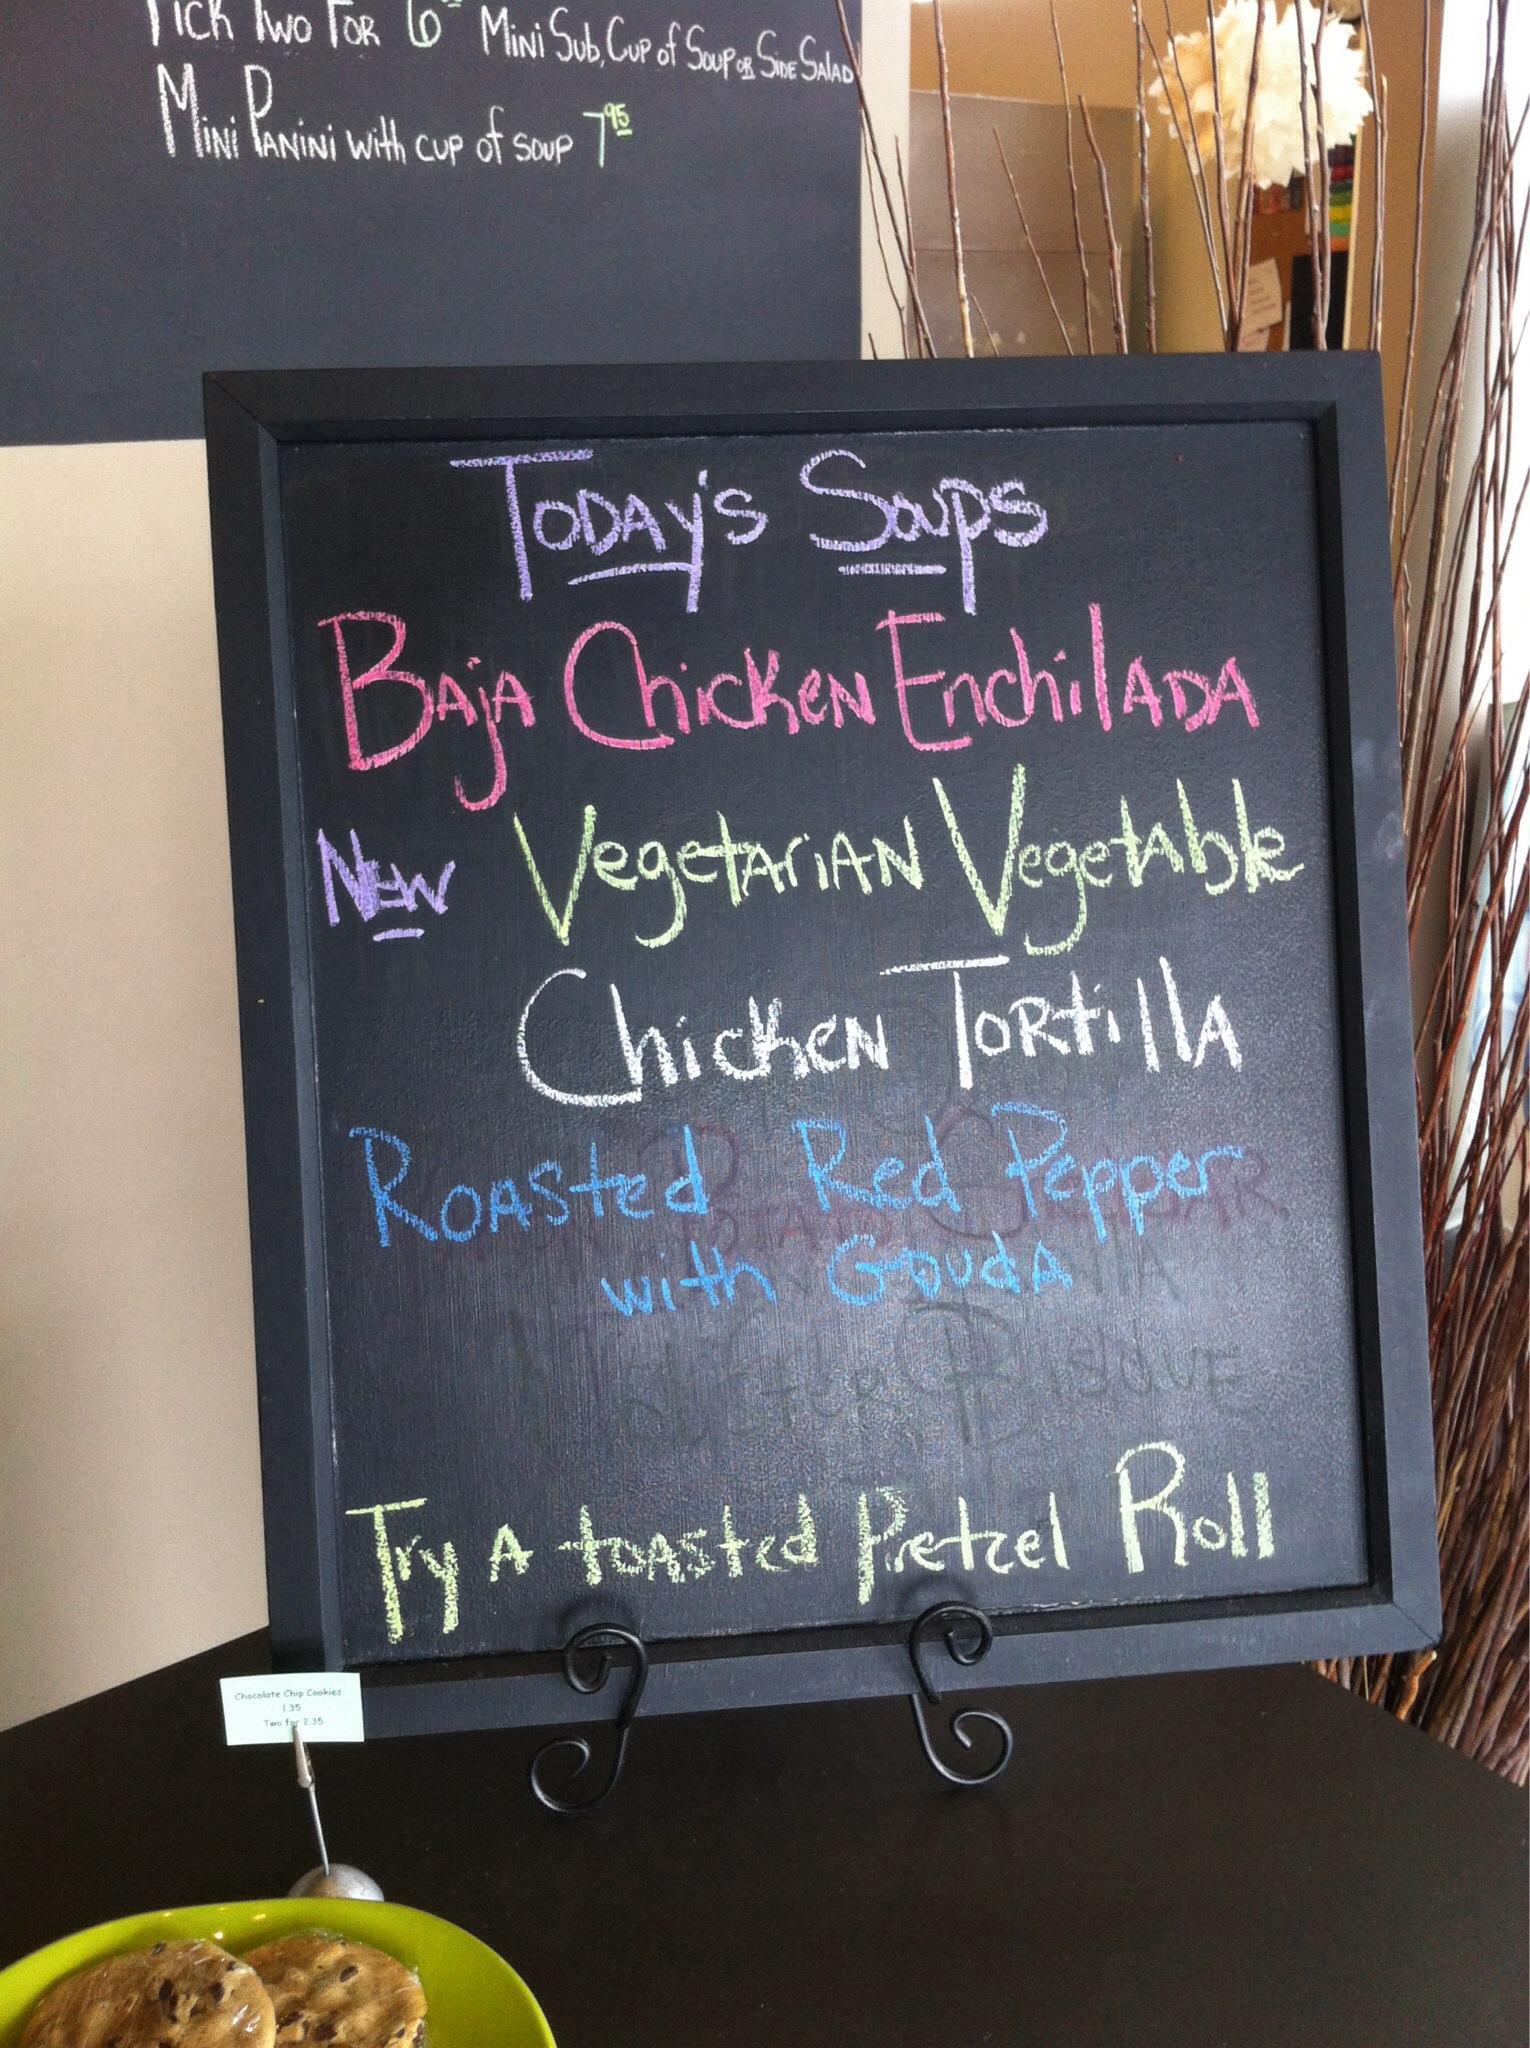 Pick Two For 6 Mini Sub, Cup of Soup or Side Salad
Mini Panini with cup of soup 7.95
Today's Soups
Baja Chicken Enchilada
New Vegetarian Vegetable
Chicken Tortilla
Roasted Red Pepper
with Gouda
Try A toasted Pretzel Roll
Chocolate Chip Cookies
1.35
Two for 2.35